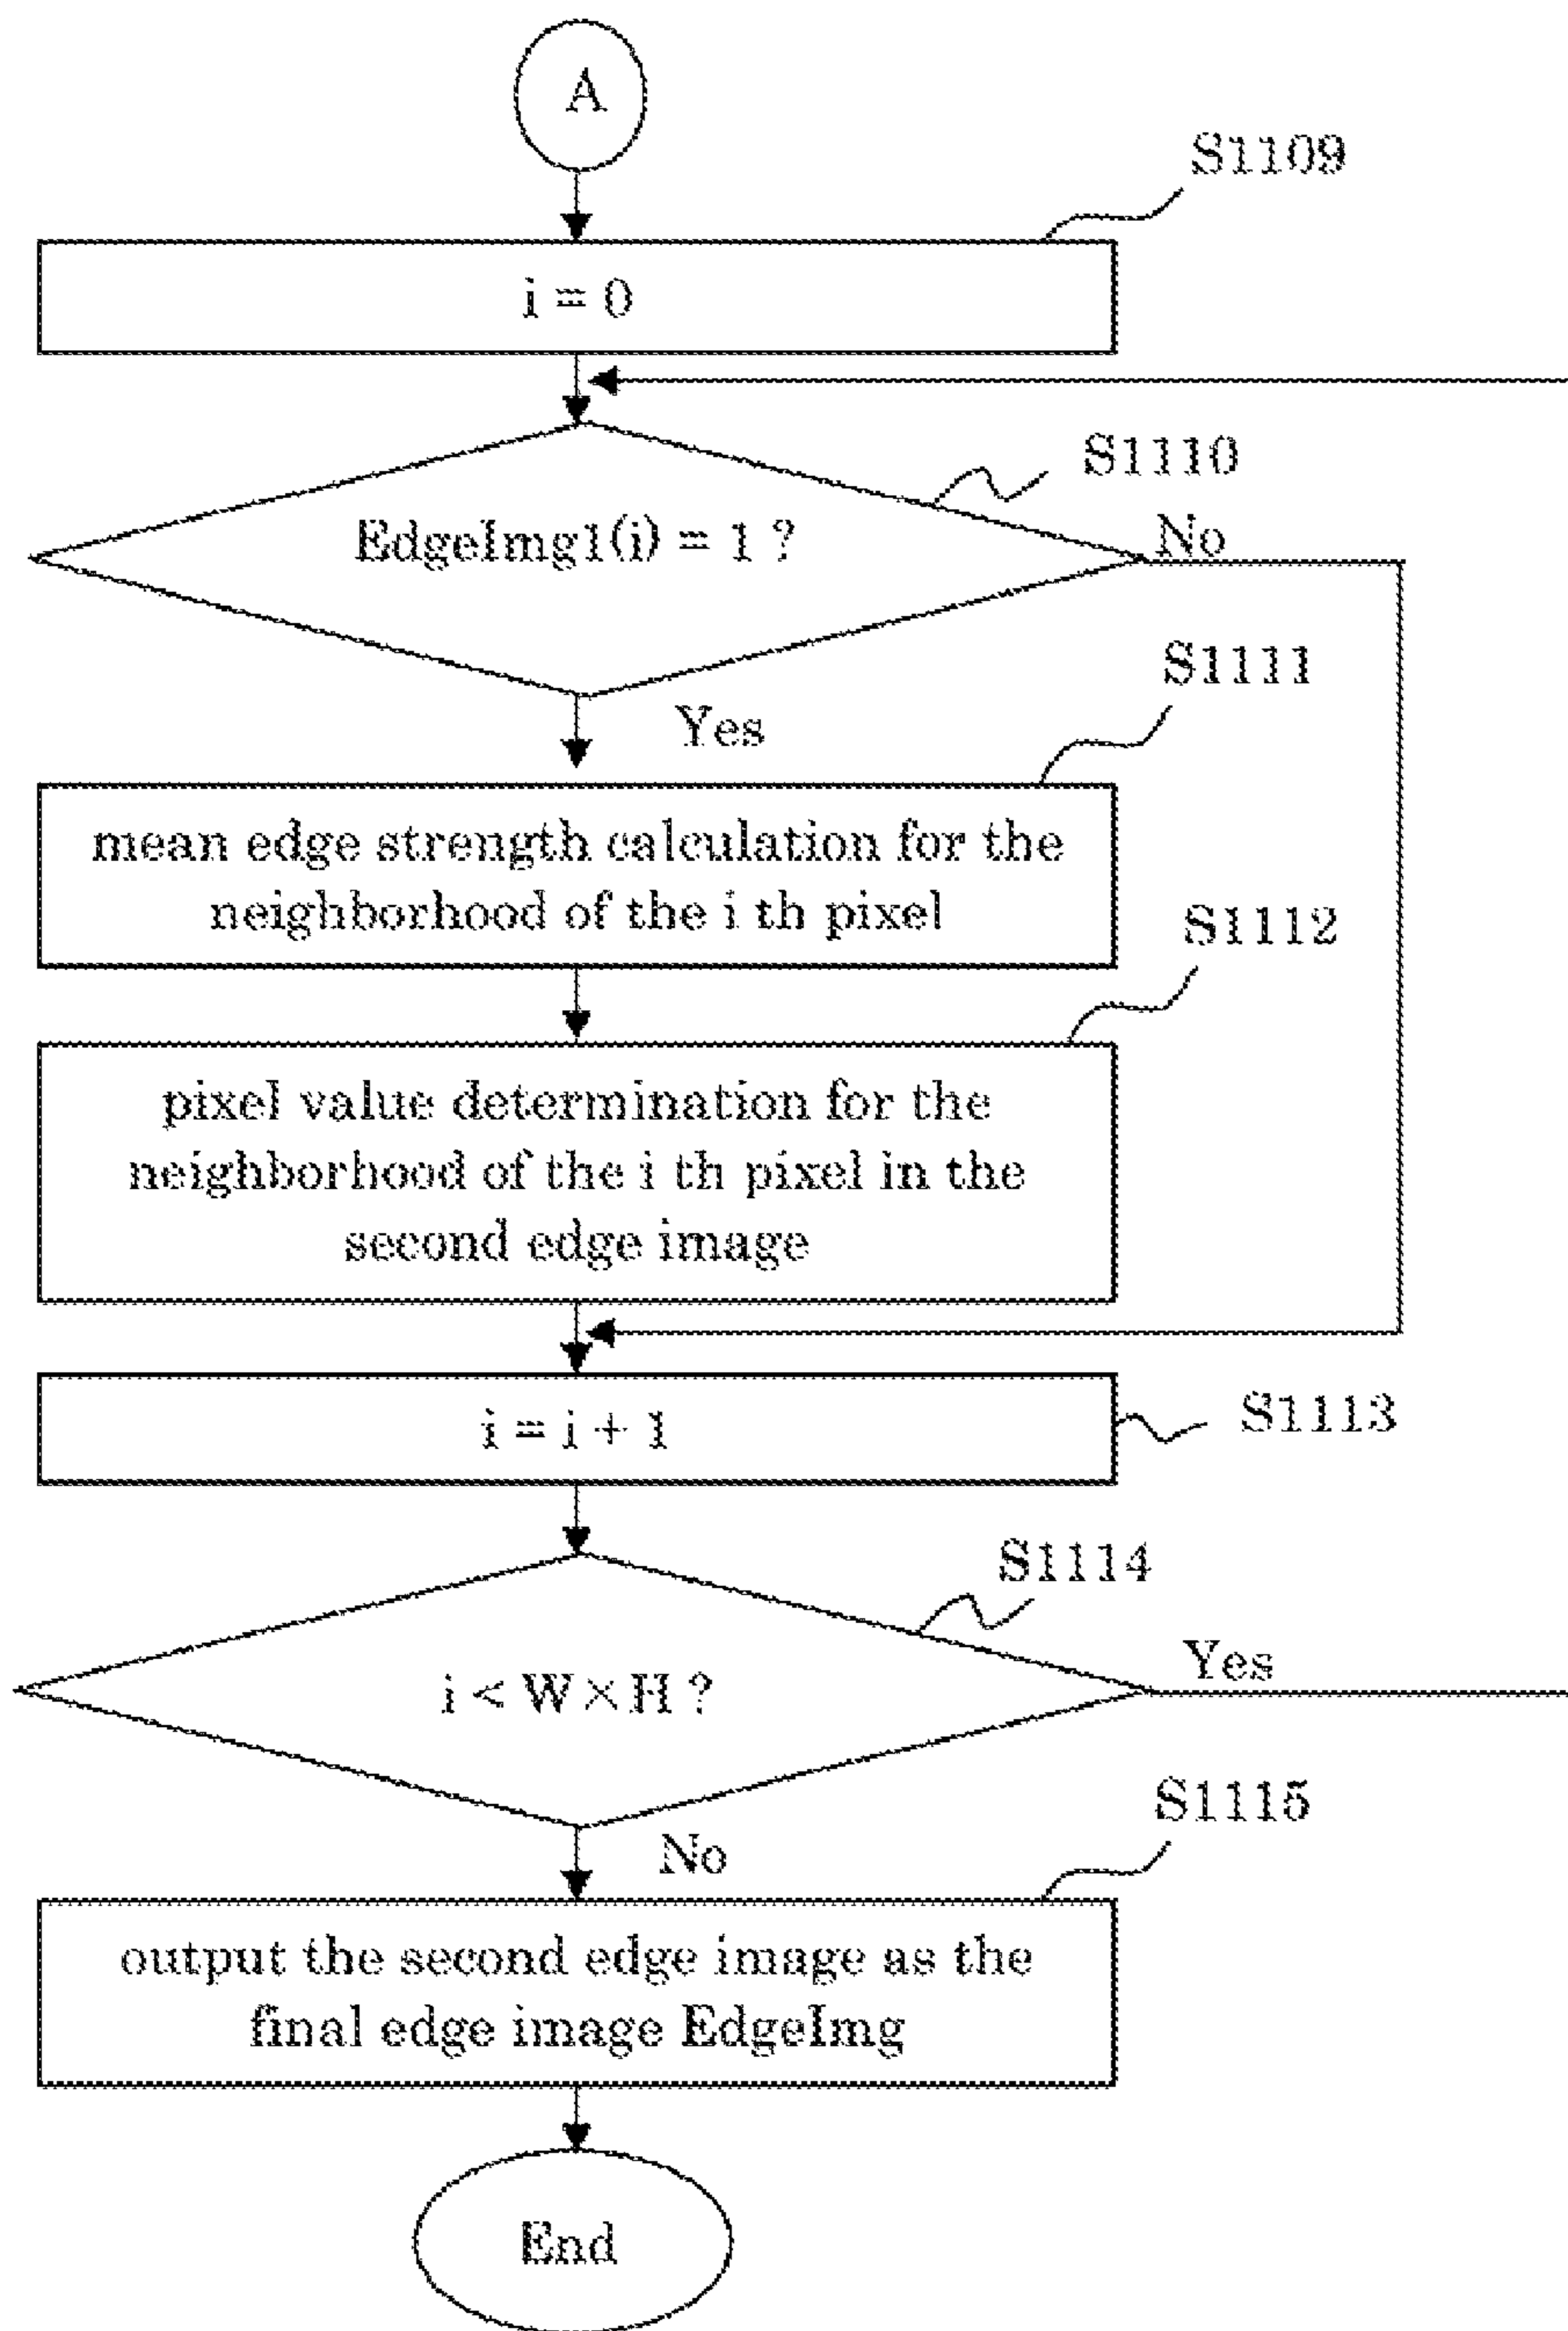 A
S1109
i = 0
S1110
EdgeImg1(i) = 1 ?
No
S1111
Yes
mean edge strength calculation for the
neighborhood of the i th pixel
S1112
pixel value determination for the
neighborhood of the i th pixel in the
second edge image
i = i + 1
S1113
S1114
i < W×H ?
Yes
S1115
No
output the second edge image as the
final edge image EdgeImg
End